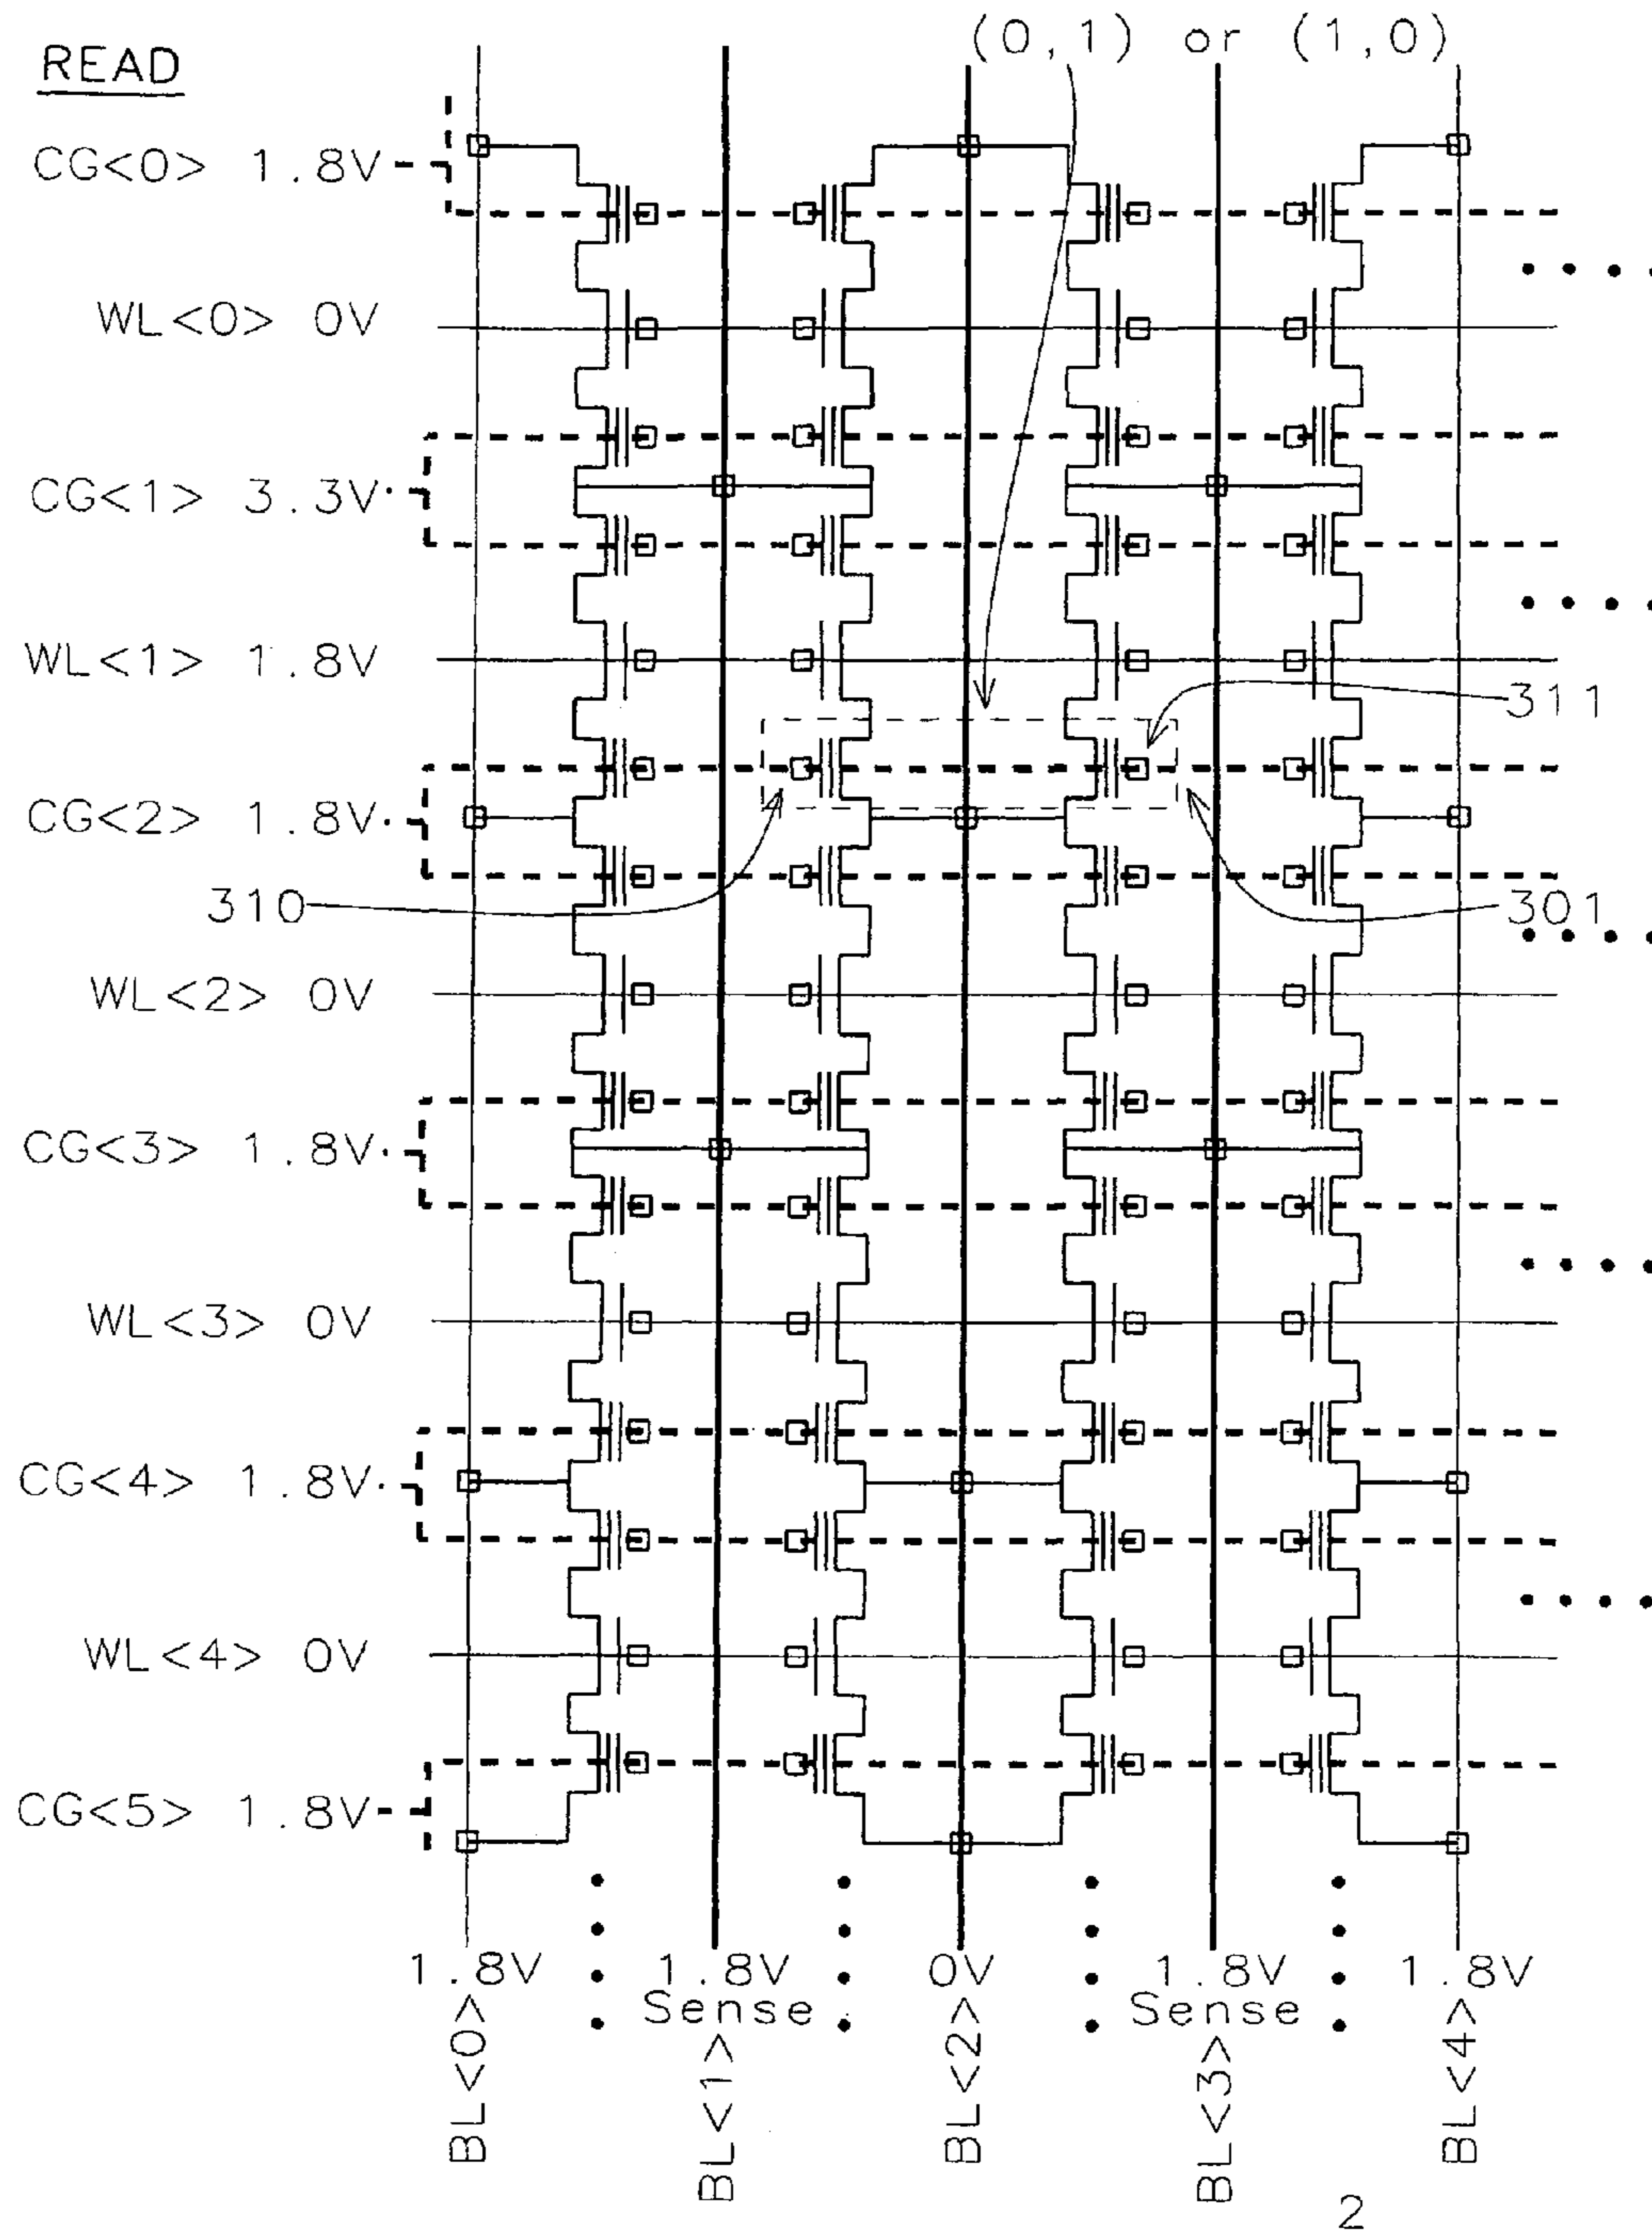 (0,1) or (1,0)
READ
CG<0> 1.8V
WL<0> 0V
CG<1> 3.3V
WL<1> 1.8V
311
CG<2> 1.8V
310
301
WL<2> 0V
CG<3> 1.8V
WL<3> 0V
CG<4> 1.8V
WL<4> 0V
CG<5> 1.8V
1.8V 1.8V 0V 1.8V 1.8V
Sense Sense
BL<0> BL<1> BL<2> BL<3> BL<4>
2